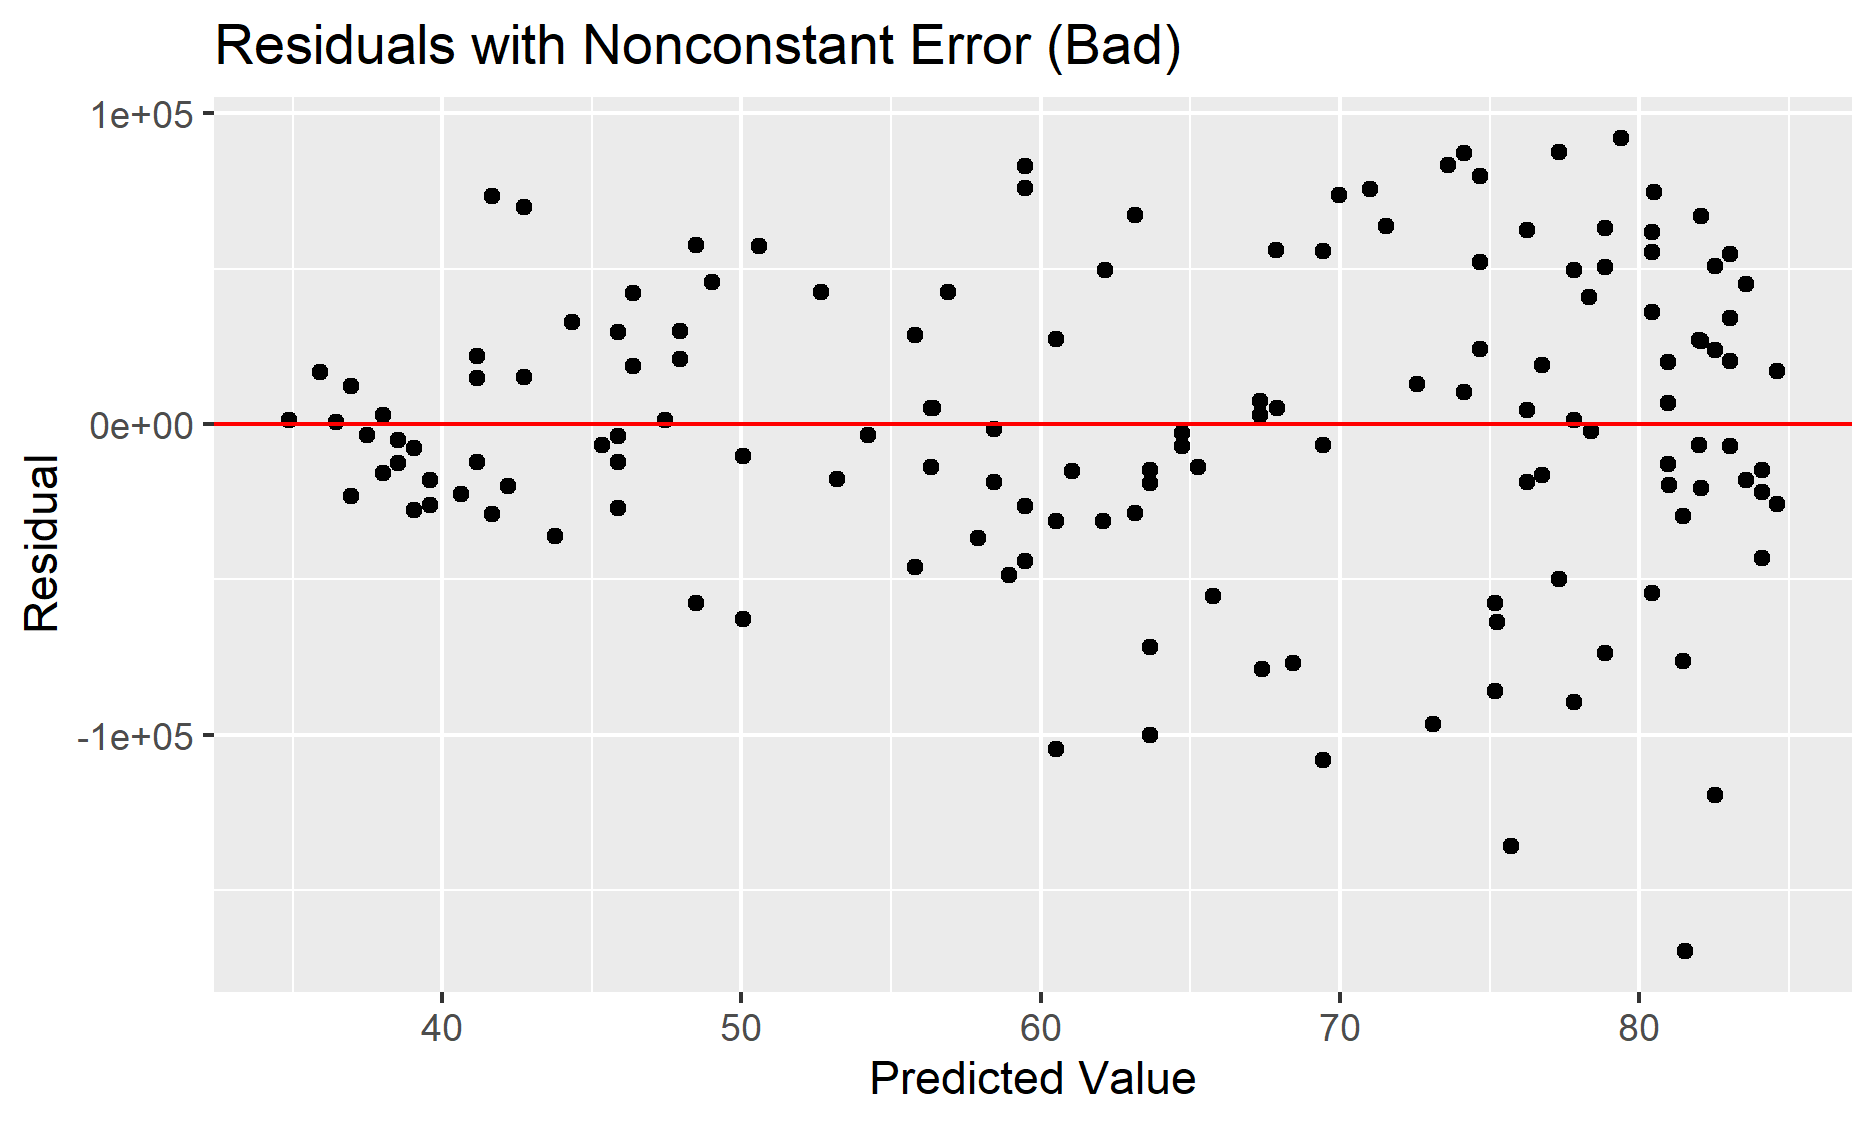 Residuals with Nonconstant Error (Bad)
1e+05
0e+00
-1e+05
Residual
40 50 60 70 80
Predicted Value